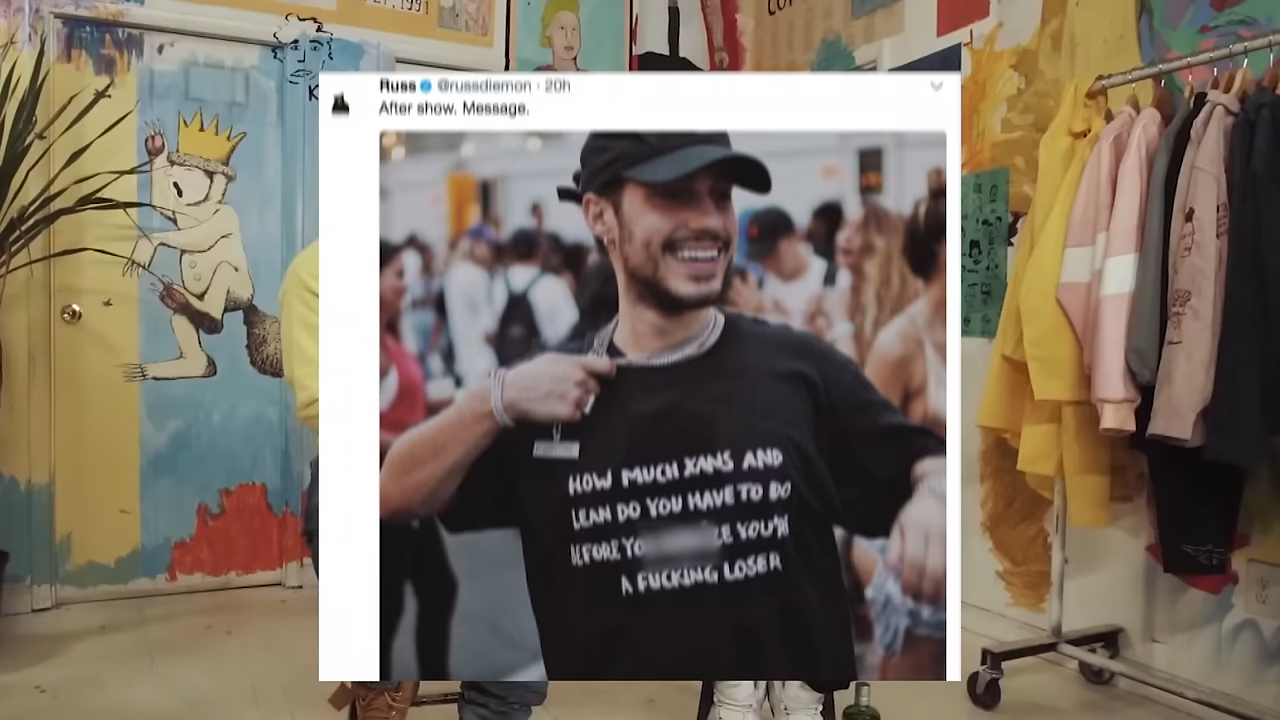 Russ @russdiemon · 20h
After show. Message.
HOW MUCH XANS AND
LEAN DO YOU HAVE TO DO
BEFORE YOU'RE
A FUCKING LOSER